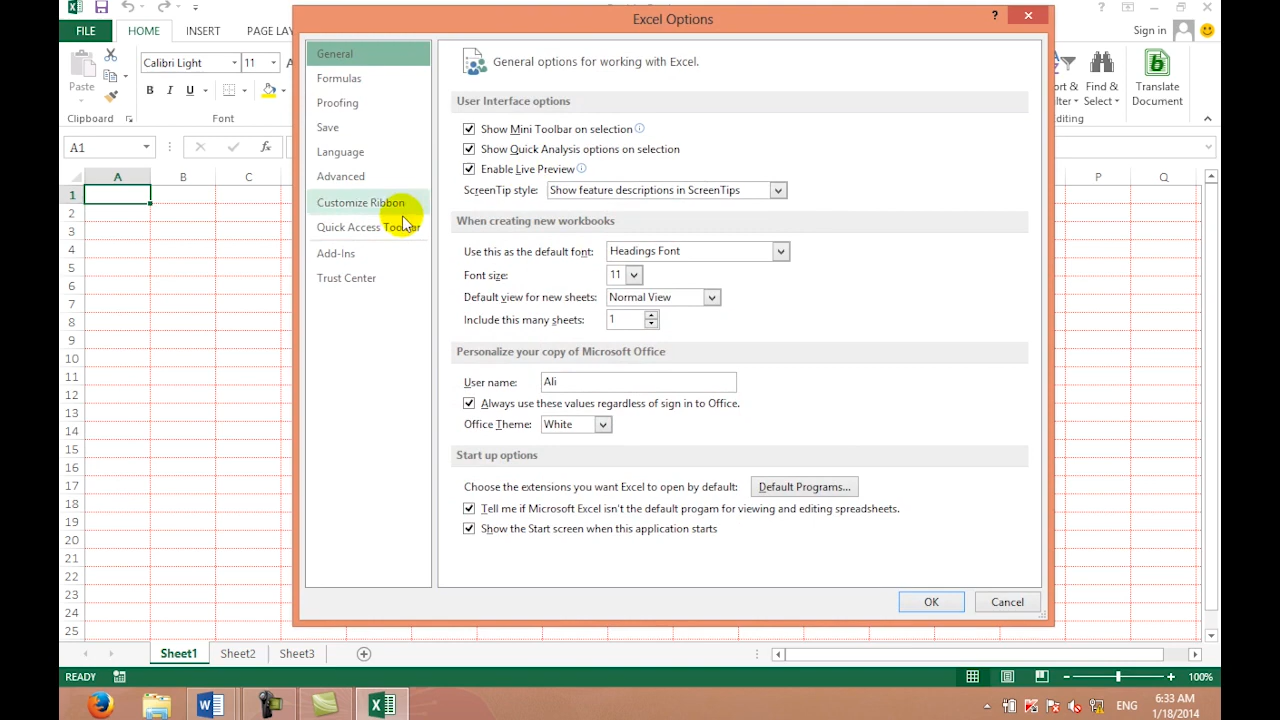 Excel Options
?
FILE HOME INSERT PAGE LAY
Sign in
Calibri Light 11
B I U
Paste
Clipboard
Font
Find &
Select
Translate
Document
A1
fx
A B C P Q
1
2
3
4
5
6
7
8
9
10
11
12
13
14
15
16
17
18
19
20
21
22
23
24
25
General
Formulas
Proofing
Save
Language
Advanced
Customize Ribbon
Quick Access Toolbar
Add-Ins
Trust Center
General options for working with Excel.
User Interface options
Show Mini Toolbar on selection
Show Quick Analysis options on selection
Enable Live Preview
ScreenTip style: Show feature descriptions in ScreenTips
When creating new workbooks
Use this as the default font: Headings Font
Font size: 11
Default view for new sheets: Normal View
Include this many sheets: 1
Personalize your copy of Microsoft Office
User name: Ali
Always use these values regardless of sign in to Office.
Office Theme: White
Start up options
Choose the extensions you want Excel to open by default: Default Programs...
Tell me if Microsoft Excel isn't the default progam for viewing and editing spreadsheets.
Show the Start screen when this application starts
OK Cancel
Sheet1 Sheet2 Sheet3
READY
100%
ENG
6:33 AM
1/18/2014